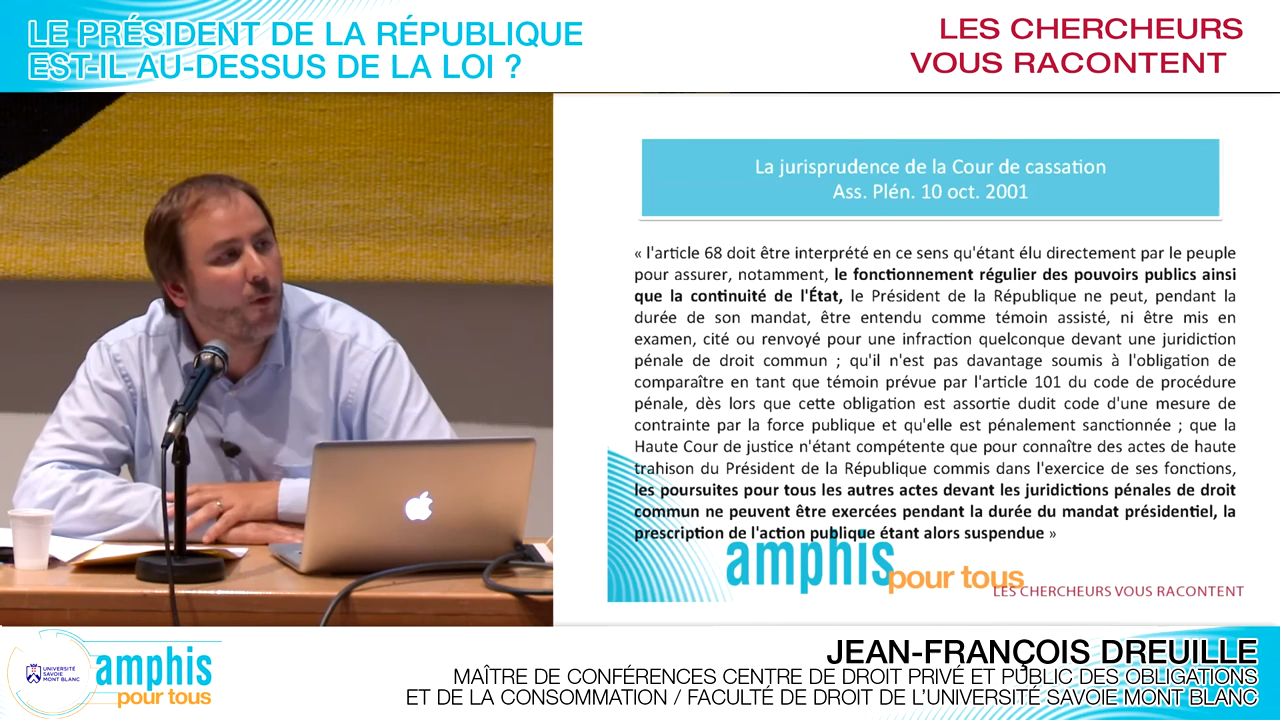 LE PRÉSIDENT DE LA RÉPUBLIQUE
EST-IL AU-DESSUS DE LA LOI ?
LES CHERCHEURS
VOUS RACONTENT
La jurisprudence de la Cour de cassation
Ass. Plén. 10 oct. 2001
« l'article 68 doit être interprété en ce sens qu'étant élu directement par le peuple
pour assurer, notamment, le fonctionnement régulier des pouvoirs publics ainsi
que la continuité de l'État, le Président de la République ne peut, pendant la
durée de son mandat, être entendu comme témoin assisté, ni être mis en
examen, cité ou renvoyé pour une infraction quelconque devant une juridiction
pénale de droit commun ; qu'il n'est pas davantage soumis à l'obligation de
comparaître en tant que témoin prévue par l'article 101 du code de procédure
pénale, dès lors que cette obligation est assortie dudit code d'une mesure de
contrainte par la force publique et qu'elle est pénalement sanctionnée ; que la
Haute Cour de justice n'étant compétente que pour connaître des actes de haute
trahison du Président de la République commis dans l'exercice de ses fonctions,
les poursuites pour tous les autres actes devant les juridictions pénales de droit
commun ne peuvent être exercées pendant la durée du mandat présidentiel, la
prescription de l'action publique étant alors suspendue »
amphis
pour tous
LES CHERCHEURS VOUS RACONTENT
UNIVERSITÉ
SAVOIE
MONT BLANC
amphis
pour tous
JEAN-FRANÇOIS DREUILLE
MAÎTRE DE CONFÉRENCES CENTRE DE DROIT PRIVÉ ET PUBLIC DES OBLIGATIONS
ET DE LA CONSOMMATION / FACULTÉ DE DROIT DE L'UNIVERSITÉ SAVOIE MONT BLANC